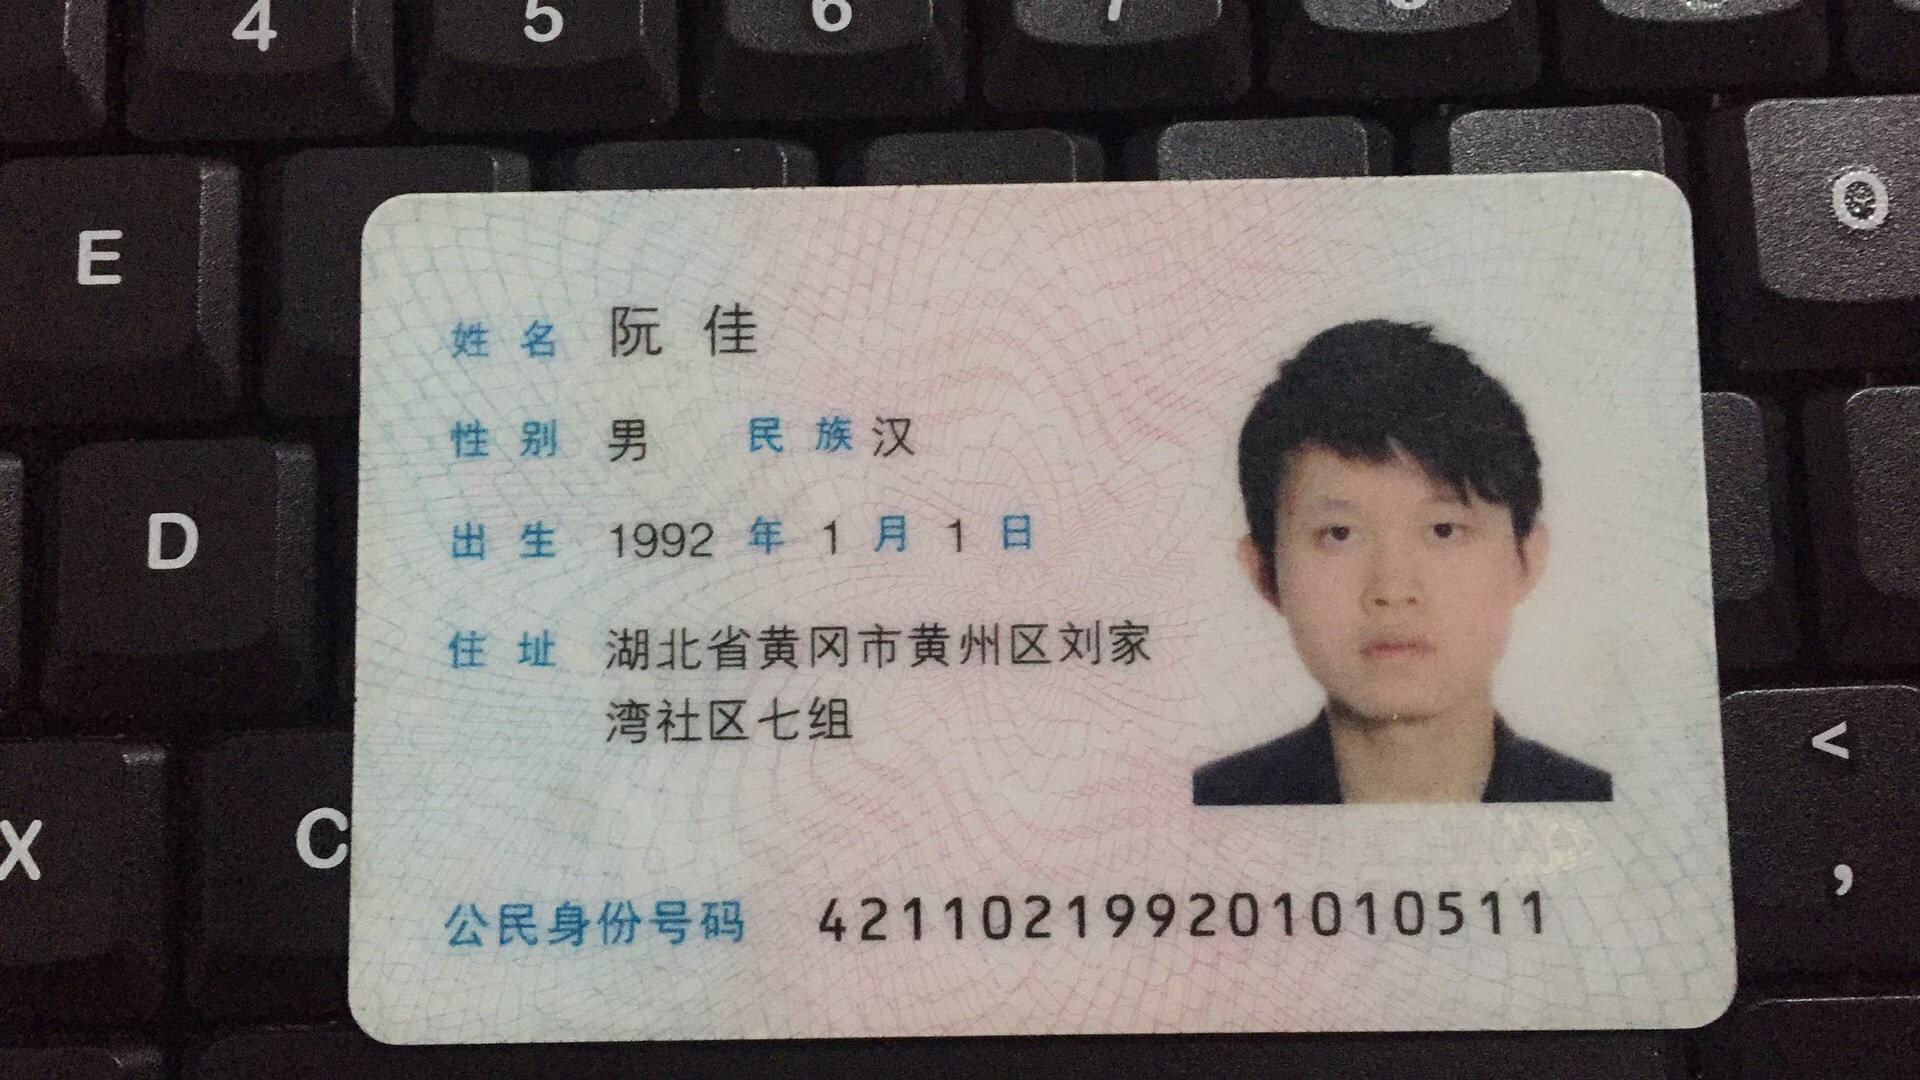 4 5 6 7
E O
姓名 阮佳
性别 男 民族 汉
出生 1992 年 1 月 1 日
D
住址 湖北省黄冈市黄州区刘家
湾社区七组
<
X C ,
公民身份号码 421102199201010511